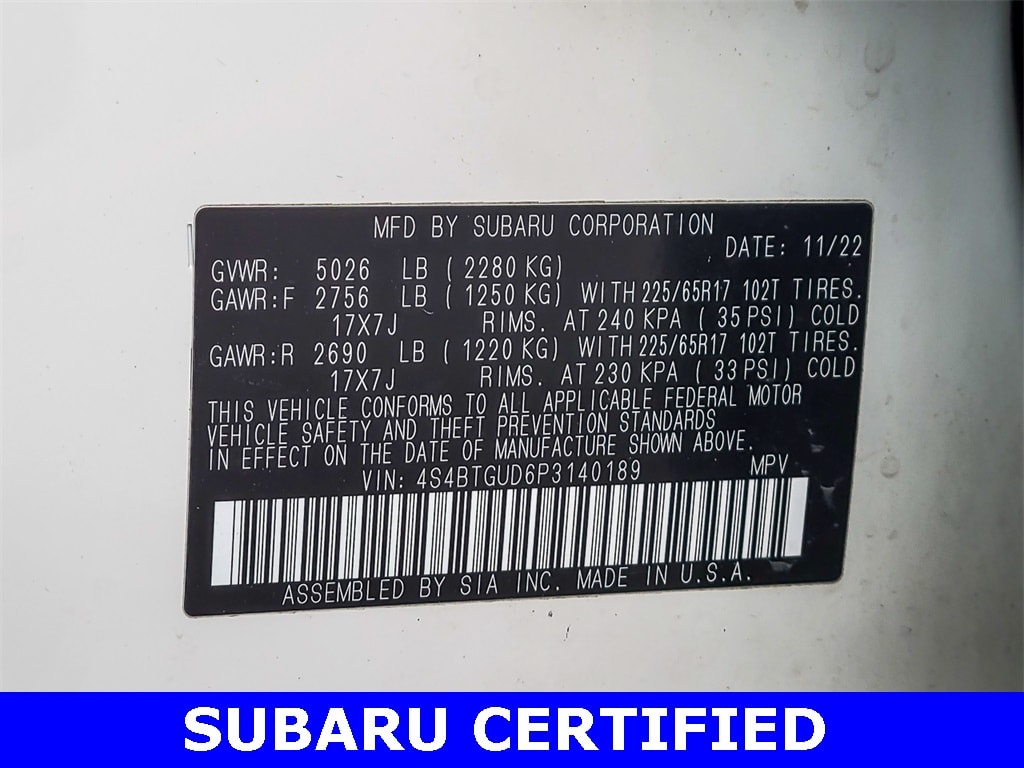 MFD BY SUBARU CORPORATION
DATE: 11/22
GVWR: 5026 LB ( 2280 KG)
GAWR:F 2756 LB ( 1250 KG) WITH 225/65R17 102T TIRES.
17X7J RIMS. AT 240 KPA ( 35 PSI) COLD
GAWR:R 2690 LB ( 1220 KG) WITH 225/65R17 102T TIRES.
17X7J RIMS. AT 230 KPA ( 33 PSI) COLD
THIS VEHICLE CONFORMS TO ALL APPLICABLE FEDERAL MOTOR
VEHICLE SAFETY AND THEFT PREVENTION STANDARDS
IN EFFECT ON THE DATE OF MANUFACTURE SHOWN ABOVE.
VIN: 4S4BTGUD6P3140189 MPV
ASSEMBLED BY SIA INC. MADE IN U.S.A.
SUBARU CERTIFIED